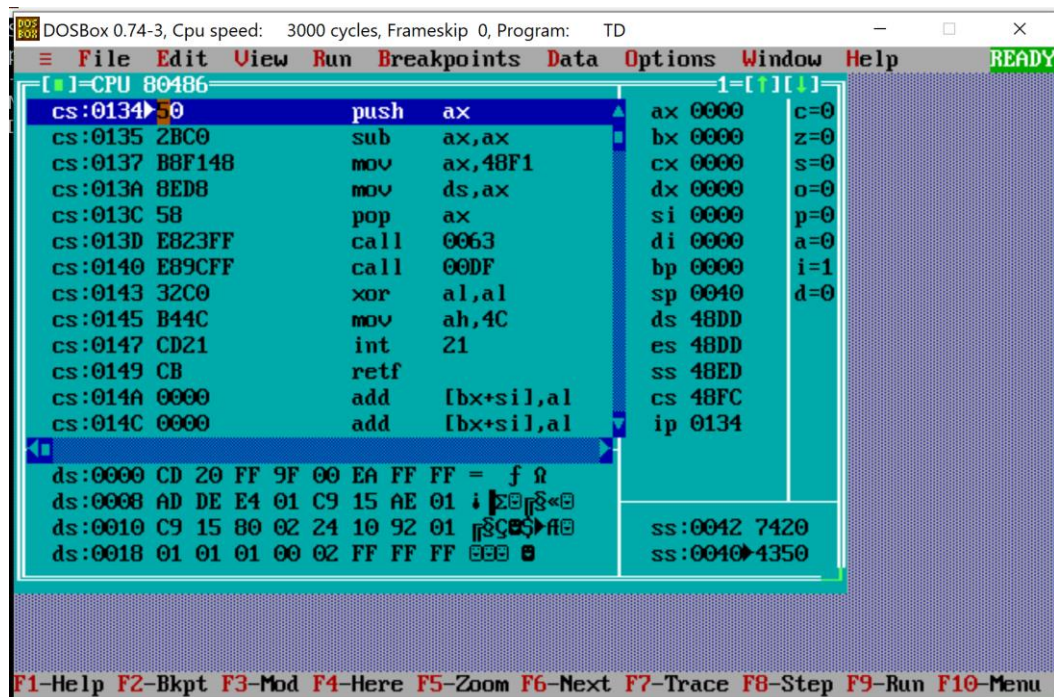 DOSBox 0.74-3, Cpu speed: 3000 cycles, Frameskip 0, Program: TD
≡ File Edit View Run Breakpoints Data Options Window Help READY
[■]=CPU 80486 1=[↑][↓]
cs:0134►50 push ax ax 0000 c=0
cs:0135 2BC0 sub ax,ax bx 0000 z=0
cs:0137 B8F148 mov ax,48F1 cx 0000 s=0
cs:013A 8ED8 mov ds,ax dx 0000 o=0
cs:013C 58 pop ax si 0000 p=0
cs:013D E823FF call 0063 di 0000 a=0
cs:0140 E89CFF call 00DF bp 0000 i=1
cs:0143 32C0 xor al,al sp 0040 d=0
cs:0145 B44C mov ah,4C ds 48DD
cs:0147 CD21 int 21 es 48DD
cs:0149 CB retf ss 48ED
cs:014A 0000 add [bx+si],al cs 48FC
cs:014C 0000 add [bx+si],al ip 0134
ds:0000 CD 20 FF 9F 00 EA FF FF = ƒ Ω
ds:0008 AD DE E4 01 C9 15 AE 01 ¡▐Σ☺╔§«☺
ds:0010 C9 15 80 02 24 10 92 01 ╔§Ç☻$►Æ☺ ss:0042 7420
ds:0018 01 01 01 00 02 FF FF FF ☺☺☺ ☻ ss:0040►4350
F1-Help F2-Bkpt F3-Mod F4-Here F5-Zoom F6-Next F7-Trace F8-Step F9-Run F10-Menu